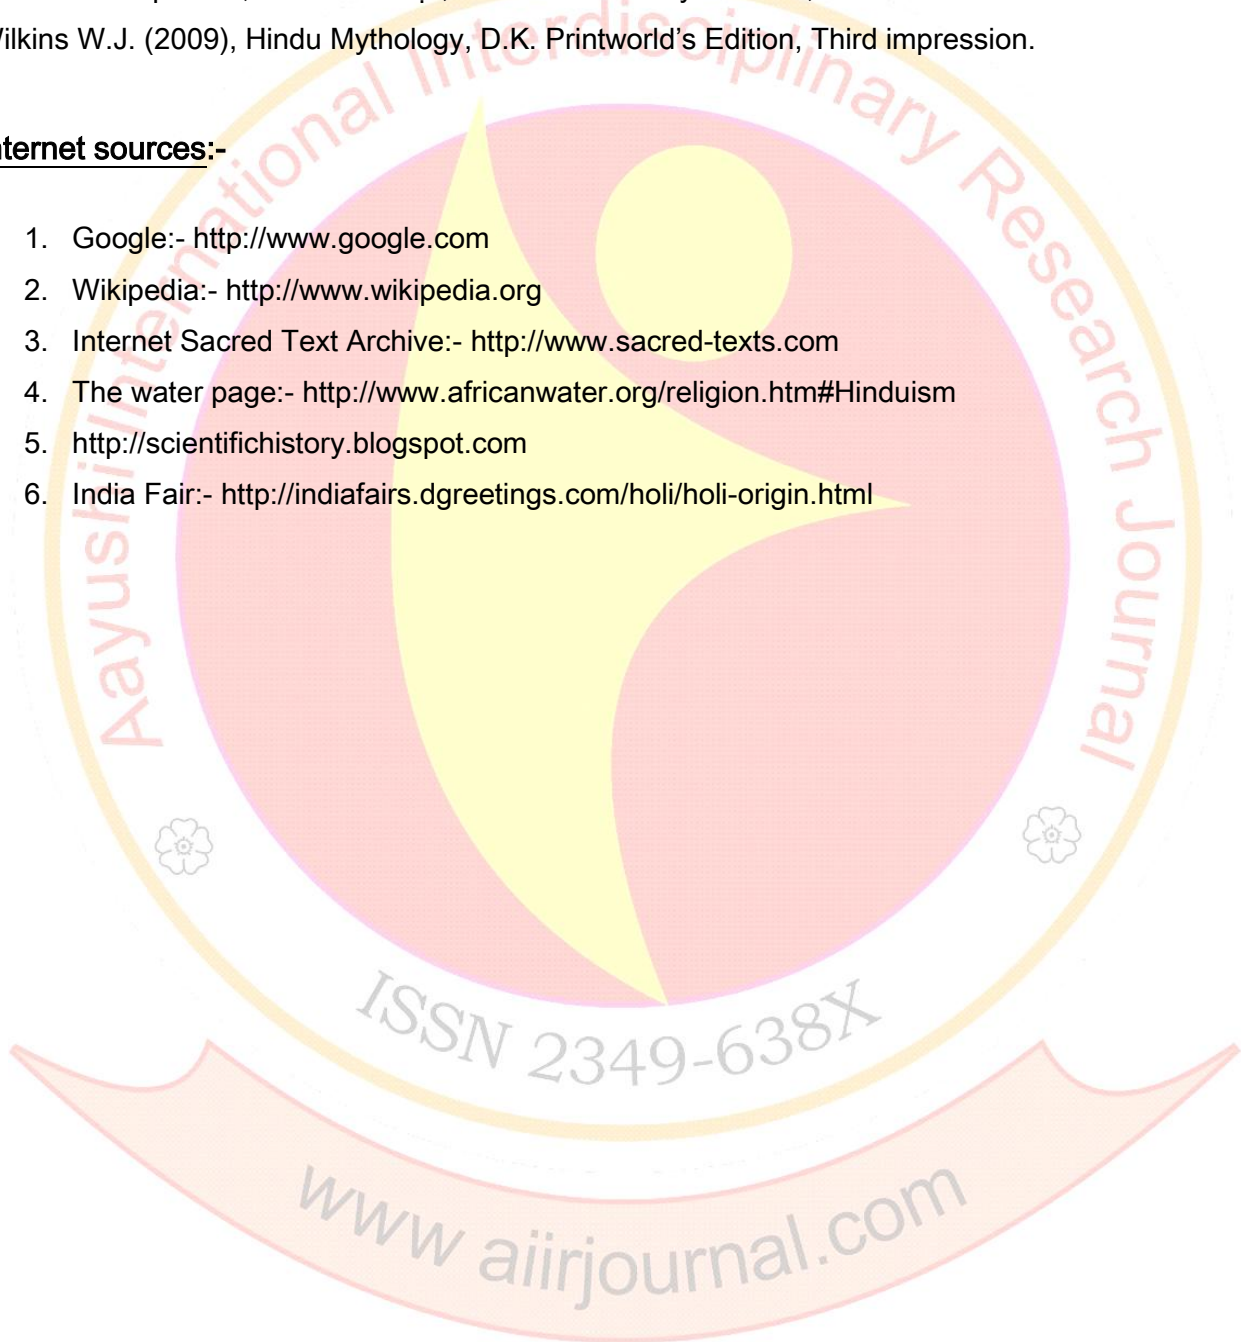 Wilkins W.J. (2009), Hindu Mythology, D.K. Printworld's Edition, Third impression.
nternet sources:-
1. Google:- http://www.google.com
2. Wikipedia:- http://www.wikipedia.org
3. Internet Sacred Text Archive:- http://www.sacred-texts.com
4. The water page:- http://www.africanwater.org/religion.htm#Hinduism
5. http://scientifichistory.blogspot.com
6. India Fair:- http://indiafairs.dgreetings.com/holi/holi-origin.html
Aayushi International Interdisciplinary Research Journal
ISSN 2349-638X
www aiirjournal.com